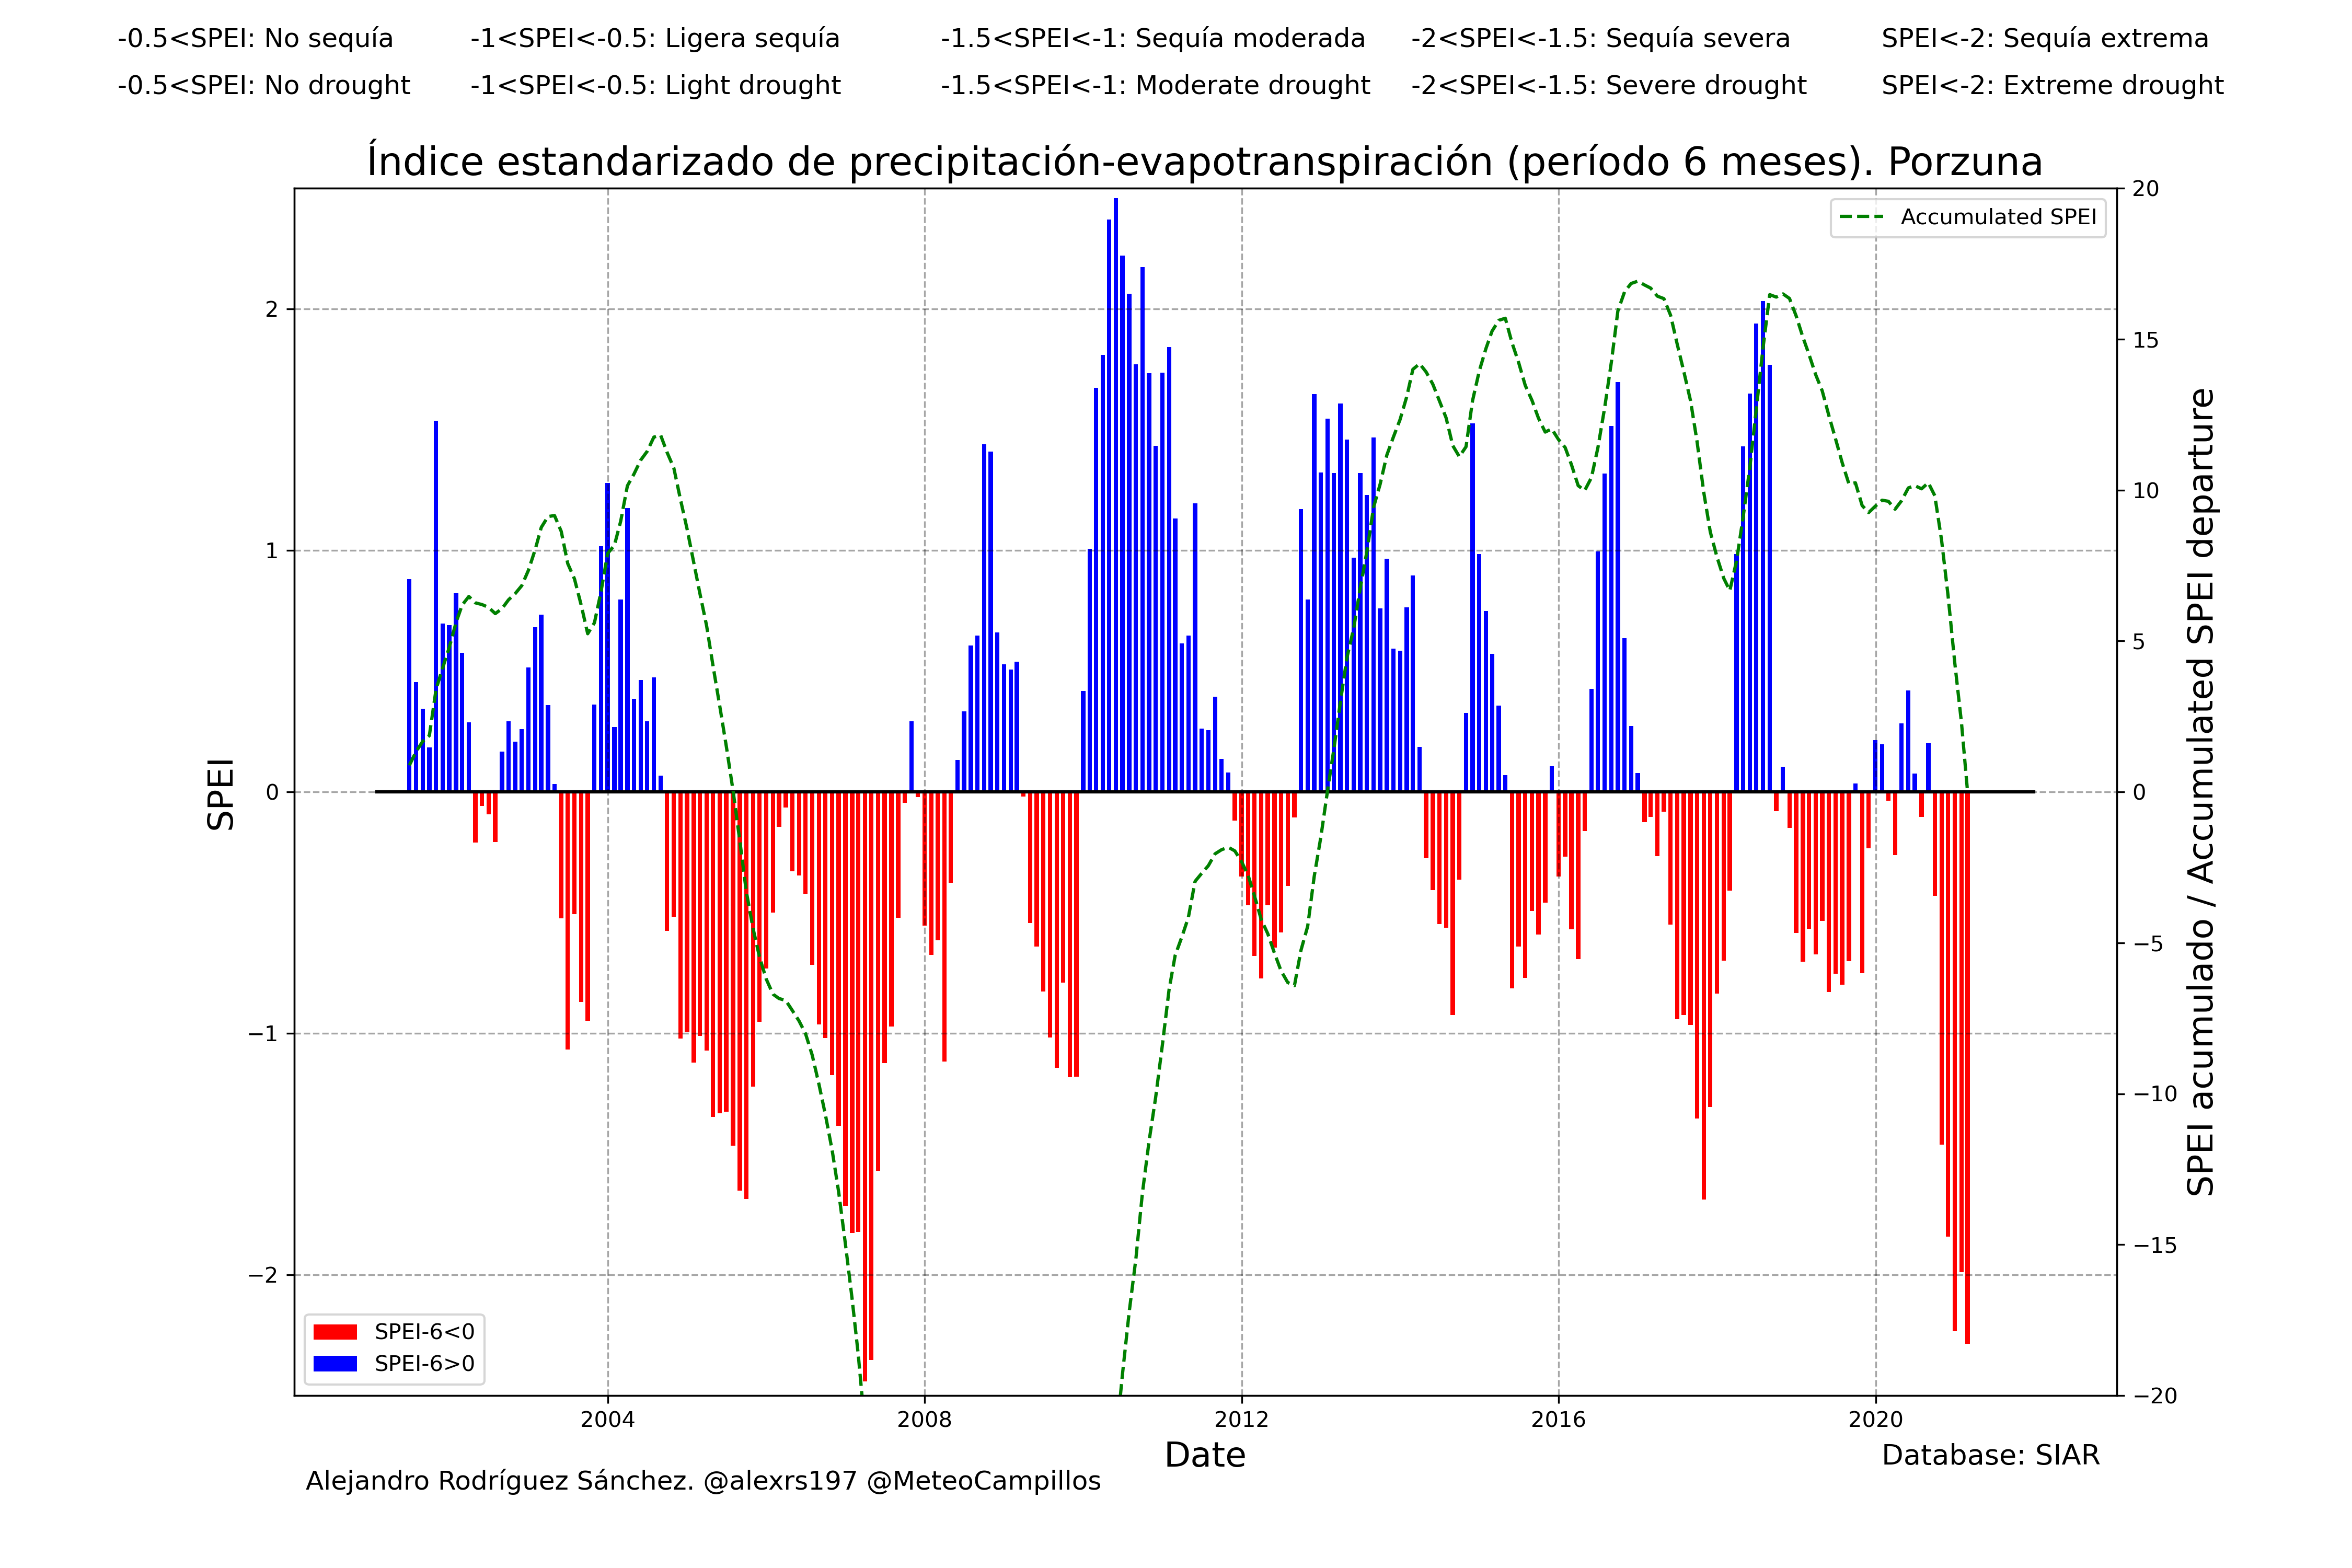 -0.5<SPEI: No sequía -1<SPEI<-0.5: Ligera sequía -1.5<SPEI<-1: Sequía moderada -2<SPEI<-1.5: Sequía severa SPEI<-2: Sequía extrema
-0.5<SPEI: No drought -1<SPEI<-0.5: Light drought -1.5<SPEI<-1: Moderate drought -2<SPEI<-1.5: Severe drought SPEI<-2: Extreme drought
Índice estandarizado de precipitación-evapotranspiración (período 6 meses). Porzuna
Accumulated SPEI
SPEI
2
1
0
−1
−2
20
15
10
5
0
−5
−10
−15
−20
SPEI acumulado / Accumulated SPEI departure
SPEI-6<0
SPEI-6>0
2004 2008 2012 2016 2020
Date
Database: SIAR
Alejandro Rodríguez Sánchez. @alexrs197 @MeteoCampillos